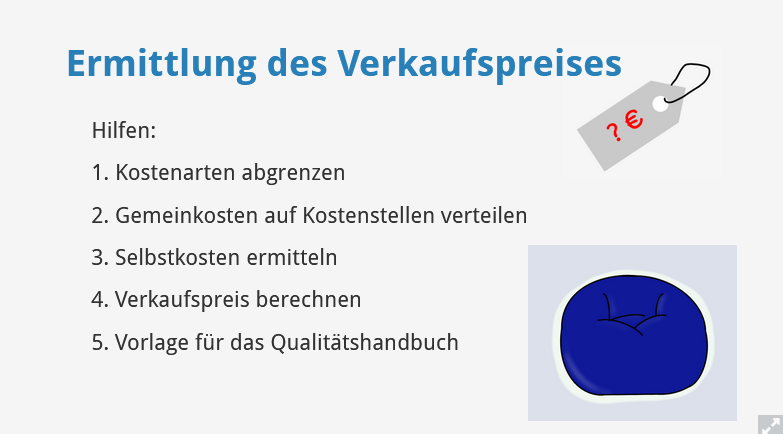 Ermittlung des Verkaufspreises
? €
Hilfen:
1. Kostenarten abgrenzen
2. Gemeinkosten auf Kostenstellen verteilen
3. Selbstkosten ermitteln
4. Verkaufspreis berechnen
5. Vorlage für das Qualitätshandbuch